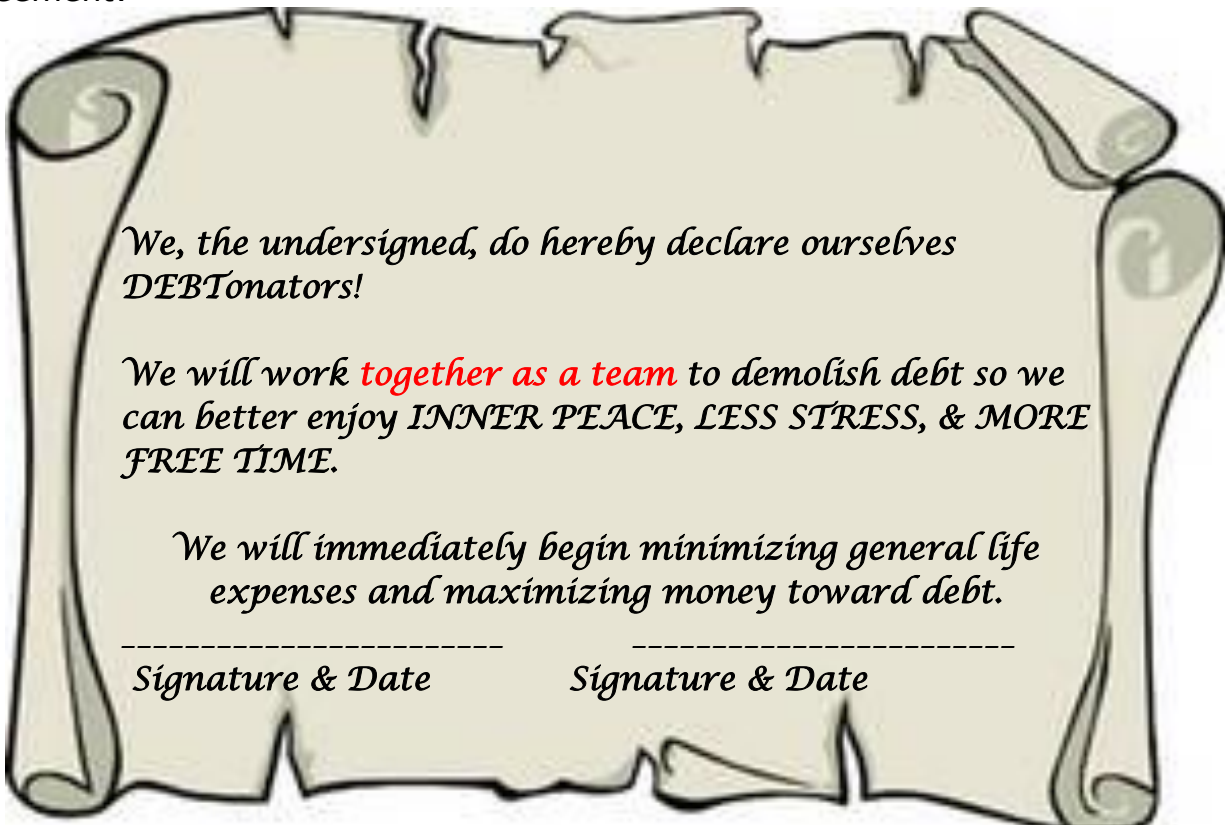 We, the undersigned, do hereby declare ourselves
DEBTonators!
We will work together as a team to demolish debt so we
can better enjoy INNER PEACE, LESS STRESS, & MORE
FREE TIME.
We will immediately begin minimizing general life
expenses and maximizing money toward debt.
________________________ ________________________
Signature & Date Signature & Date